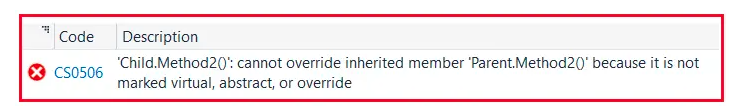 Code Description
CS0506 'Child.Method2()': cannot override inherited member 'Parent.Method2()' because it is not
marked virtual, abstract, or override